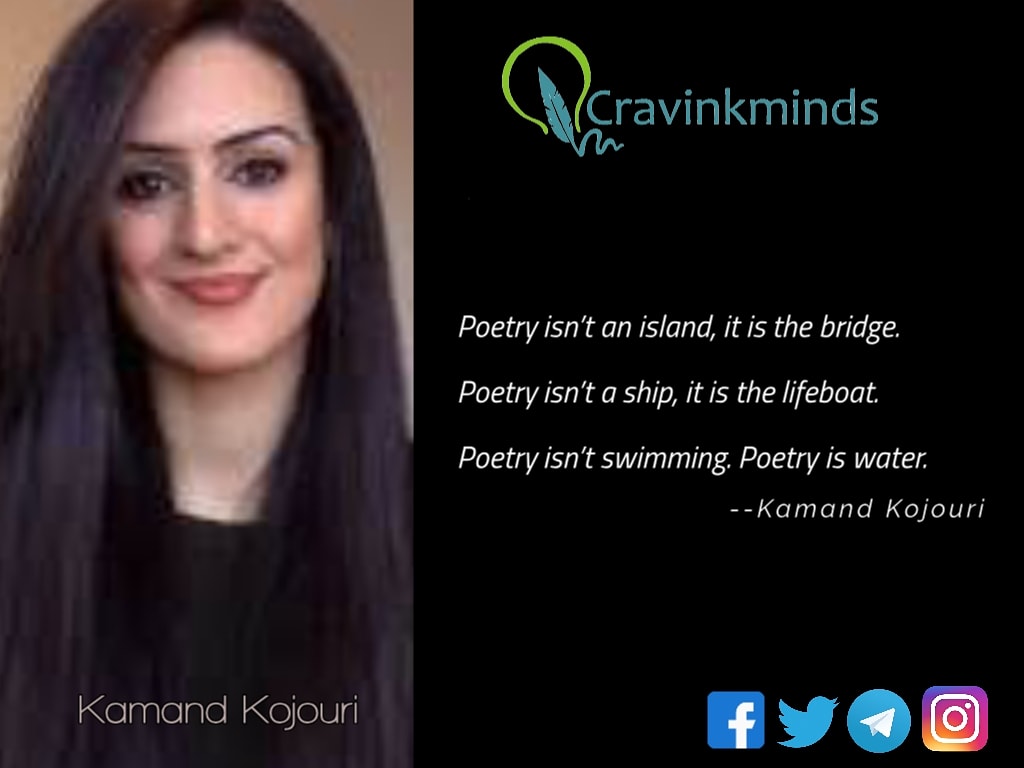 Cravinkminds
Poetry isn't an island, it is the bridge.
Poetry isn't a ship, it is the lifeboat.
Poetry isn't swimming. Poetry is water.
--Kamand Kojouri
Kamand Kojouri